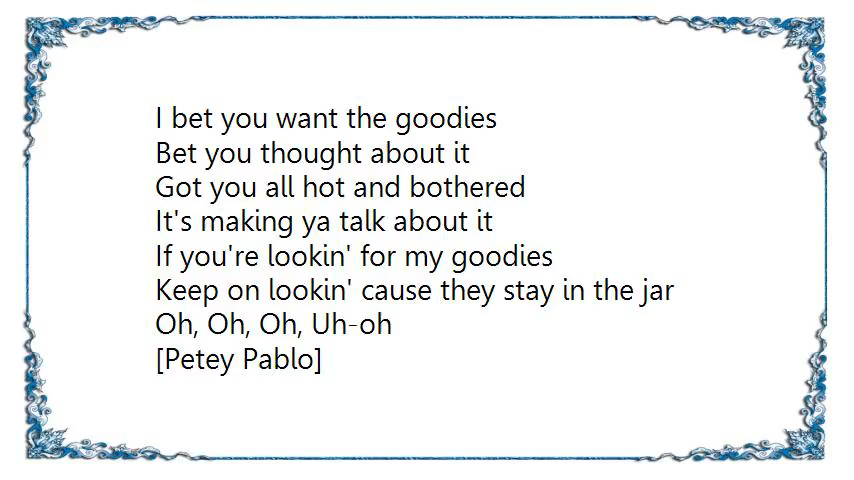 I bet you want the goodies
Bet you thought about it
Got you all hot and bothered
It's making ya talk about it
If you're lookin' for my goodies
Keep on lookin' cause they stay in the jar
Oh, Oh, Oh, Uh-oh
[Petey Pablo]